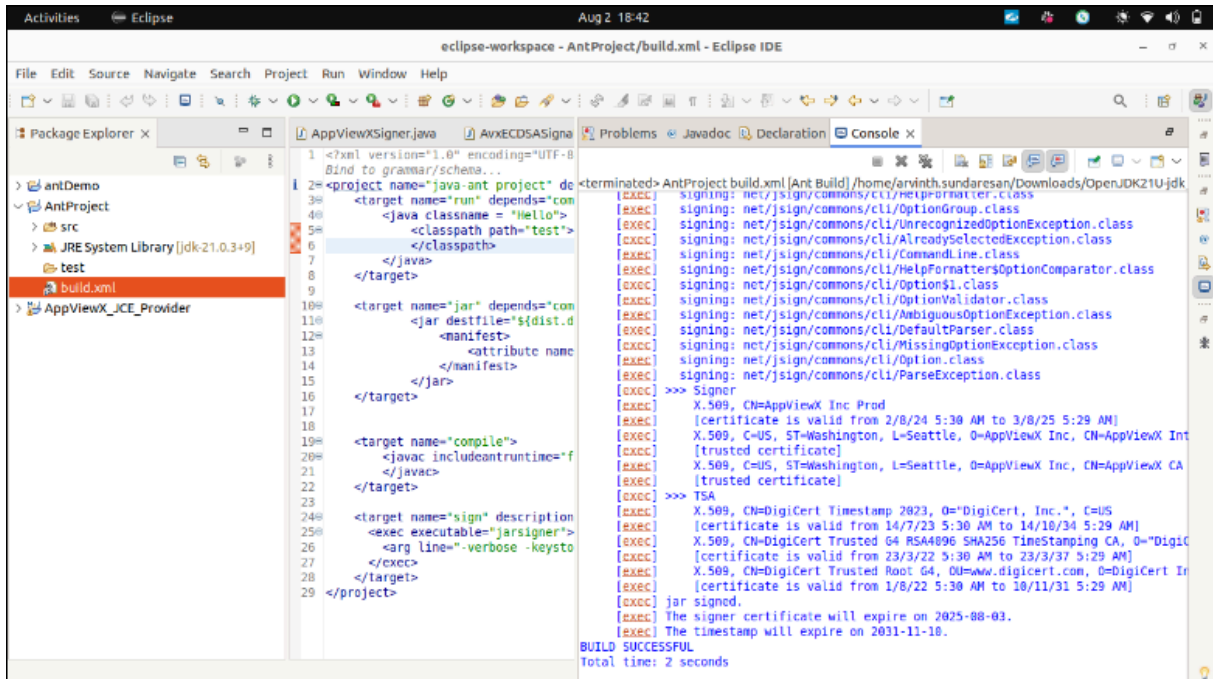 Activities Eclipse Aug 2 18:42
eclipse-workspace - AntProject/build.xml - Eclipse IDE
File Edit Source Navigate Search Project Run Window Help
Package Explorer
antDemo
AntProject
src
JRE System Library [jdk-21.0.3+9]
test
build.xml
AppViewX_JCE_Provider
AppViewXSigner.java AvxECDSASigna
1 <?xml version="1.0" encoding="UTF-8
Bind to grammar/schema...
2 <project name="java-ant project" de
3 <target name="run" depends="com
4 <java classname = "Hello">
5 <classpath path="test">
6 </classpath>
7 </java>
8 </target>
9
10 <target name="jar" depends="com
11 <jar destfile="${dist.d
12 <manifest>
13 <attribute name
14 </manifest>
15 </jar>
16 </target>
17
18
19 <target name="compile">
20 <javac includeantruntime="f
21 </javac>
22 </target>
23
24 <target name="sign" description
25 <exec executable="jarsigner">
26 <arg line="-verbose -keysto
27 </exec>
28 </target>
29 </project>
Problems Javadoc Declaration Console
<terminated> AntProject build.xml [Ant Build] /home/arvinth.sundaresan/Downloads/OpenJDK21U-jdk
[exec] signing: net/jsign/commons/cli/HelpFormatter.class
[exec] signing: net/jsign/commons/cli/OptionGroup.class
[exec] signing: net/jsign/commons/cli/UnrecognizedOptionException.class
[exec] signing: net/jsign/commons/cli/AlreadySelectedException.class
[exec] signing: net/jsign/commons/cli/CommandLine.class
[exec] signing: net/jsign/commons/cli/HelpFormatter$OptionComparator.class
[exec] signing: net/jsign/commons/cli/Option$1.class
[exec] signing: net/jsign/commons/cli/OptionValidator.class
[exec] signing: net/jsign/commons/cli/AmbiguousOptionException.class
[exec] signing: net/jsign/commons/cli/DefaultParser.class
[exec] signing: net/jsign/commons/cli/MissingOptionException.class
[exec] signing: net/jsign/commons/cli/Option.class
[exec] signing: net/jsign/commons/cli/ParseException.class
[exec] >>> Signer
[exec] X.509, CN=AppViewX Inc Prod
[exec] [certificate is valid from 2/8/24 5:30 AM to 3/8/25 5:29 AM]
[exec] X.509, C=US, ST=Washington, L=Seattle, O=AppViewX Inc, CN=AppViewX Int
[exec] [trusted certificate]
[exec] X.509, C=US, ST=Washington, L=Seattle, O=AppViewX Inc, CN=AppViewX CA
[exec] [trusted certificate]
[exec] >>> TSA
[exec] X.509, CN=DigiCert Timestamp 2023, O="DigiCert, Inc.", C=US
[exec] [certificate is valid from 14/7/23 5:30 AM to 14/10/34 5:29 AM]
[exec] X.509, CN=DigiCert Trusted G4 RSA4096 SHA256 TimeStamping CA, O="DigiC
[exec] [certificate is valid from 23/3/22 5:30 AM to 23/3/37 5:29 AM]
[exec] X.509, CN=DigiCert Trusted Root G4, OU=www.digicert.com, O=DigiCert In
[exec] [certificate is valid from 1/8/22 5:30 AM to 10/11/31 5:29 AM]
[exec] jar signed.
[exec] The signer certificate will expire on 2025-08-03.
[exec] The timestamp will expire on 2031-11-10.
BUILD SUCCESSFUL
Total time: 2 seconds